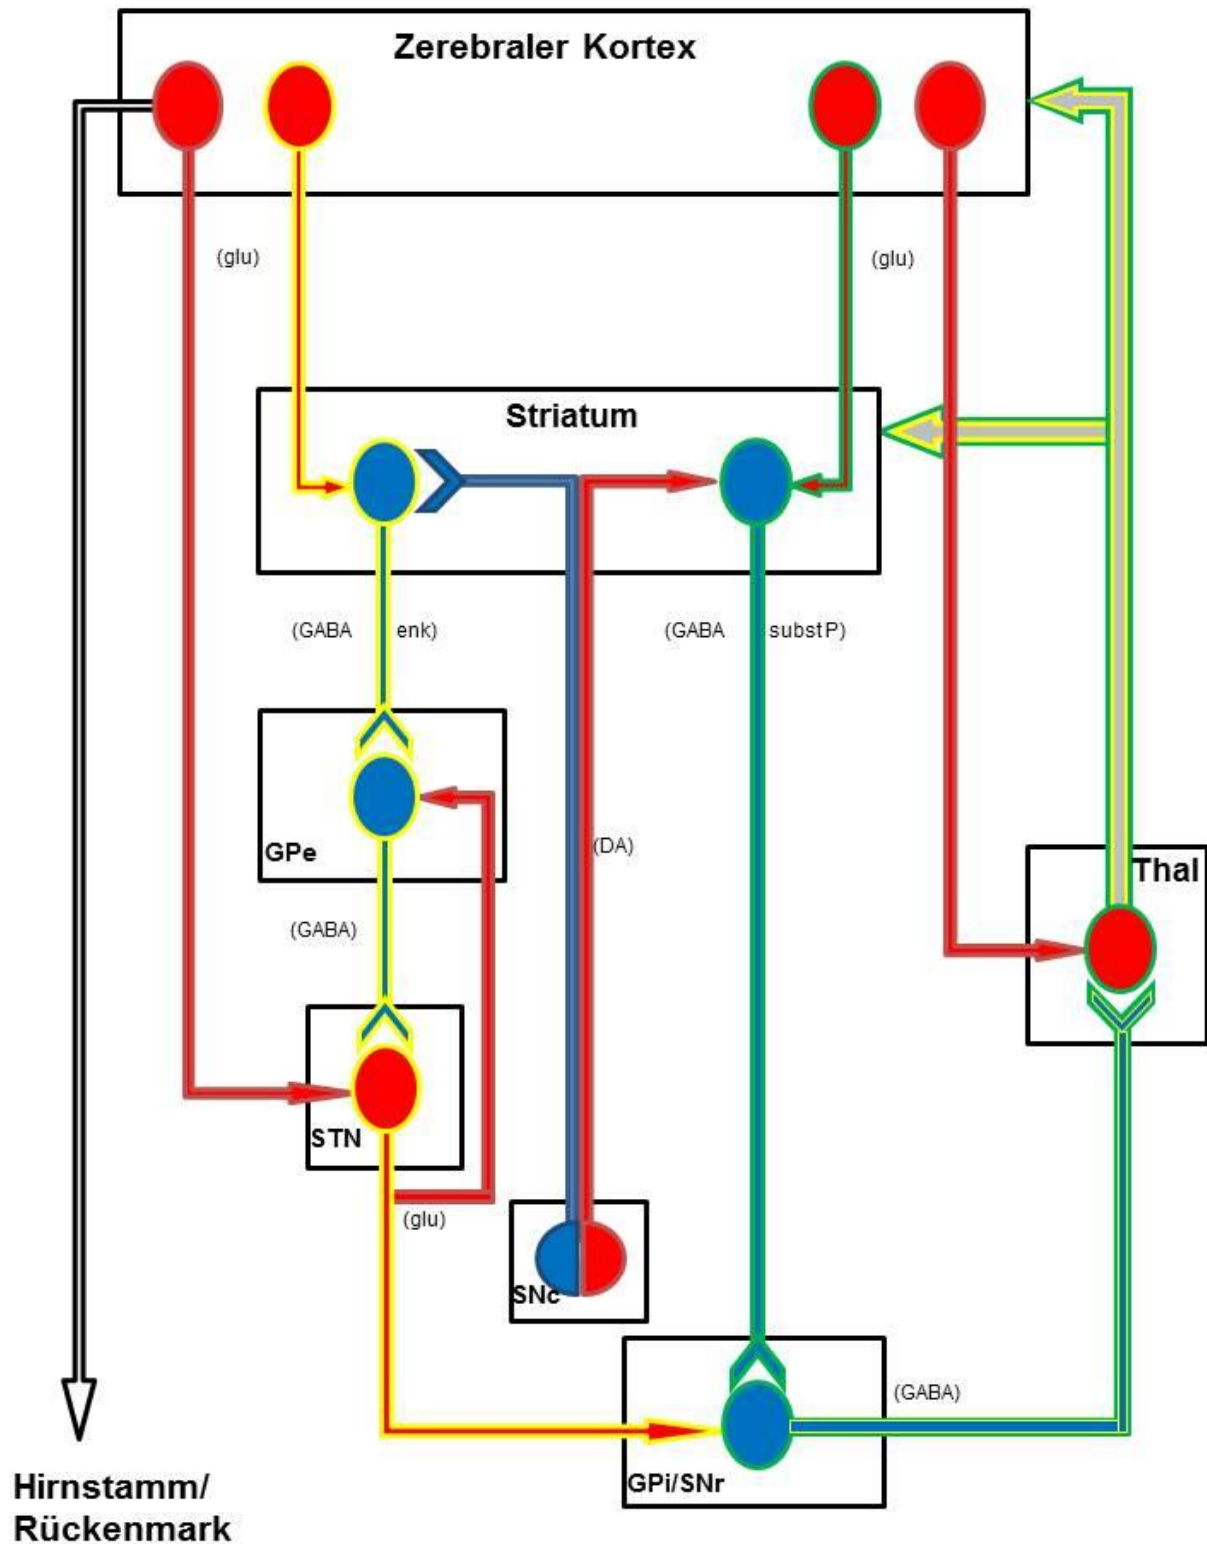 Zerebraler Kortex
(glu)
(glu)
Striatum
(GABA enk)
(GABA substP)
GPe
(DA)
Thal
(GABA)
STN
(glu)
SNc
(GABA)
GPi/SNr
Hirnstamm/
Rückenmark